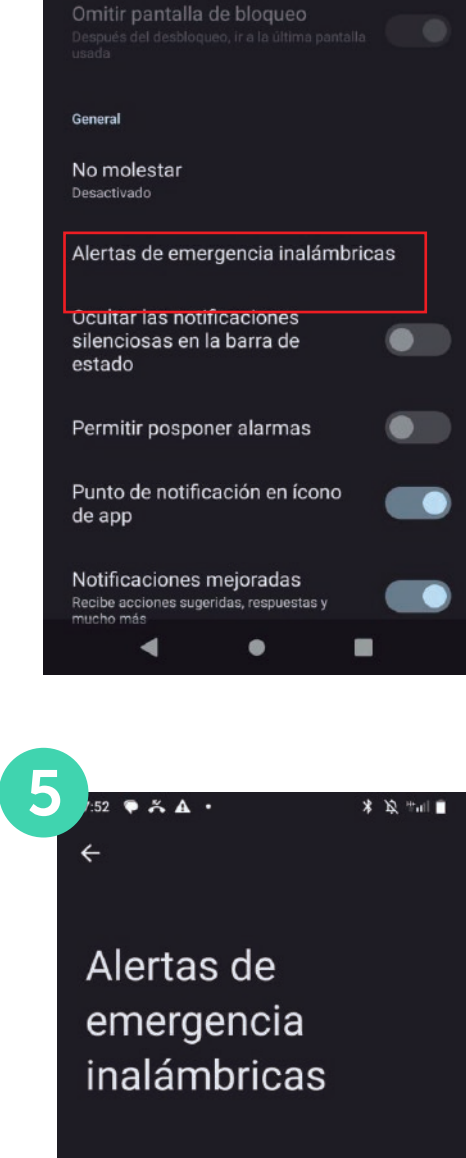 Omitir pantalla de bloqueo
Después del desbloqueo, ir a la última pantalla
usada
General
No molestar
Desactivado
Alertas de emergencia inalámbricas
Ocultar las notificaciones
silenciosas en la barra de
estado
Permitir posponer alarmas
Punto de notificación en ícono
de app
Notificaciones mejoradas
Recibe acciones sugeridas, respuestas y
mucho más
5
:52
Alertas de
emergencia
inalámbricas